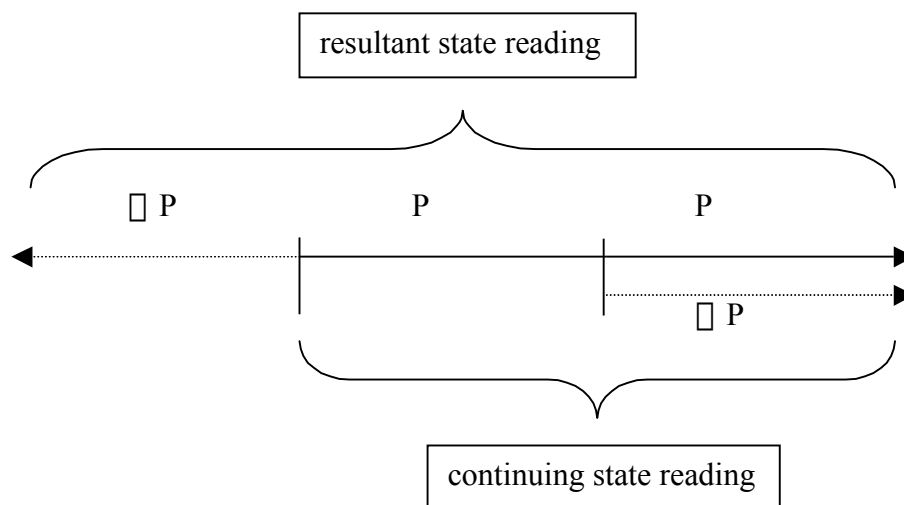 resultant state reading
▯ P P P
▯ P
continuing state reading